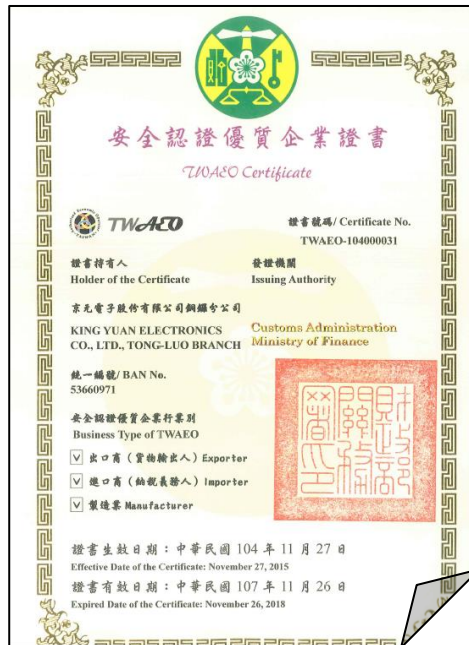 安全認證優質企業證書
TWAEO Certificate
TWAEO
證書號碼/ Certificate No.
TWAEO-104000031
證書持有人
Holder of the Certificate
發證機關
Issuing Authority
京元電子股份有限公司銅鑼分公司
KING YUAN ELECTRONICS
CO., LTD., TONG-LUO BRANCH
Customs Administration
Ministry of Finance
統一編號/ BAN No.
53660971
財政部
關務
署印
安全認證優質企業行業別
Business Type of TWAEO
V 出口商（貨物輸出人）Exporter
V 進口商（納稅義務人）Importer
V 製造業 Manufacturer
證書生效日期：中華民國 104 年 11 月 27 日
Effective Date of the Certificate: November 27, 2015
證書有效日期：中華民國 107 年 11 月 26 日
Expired Date of the Certificate: November 26, 2018